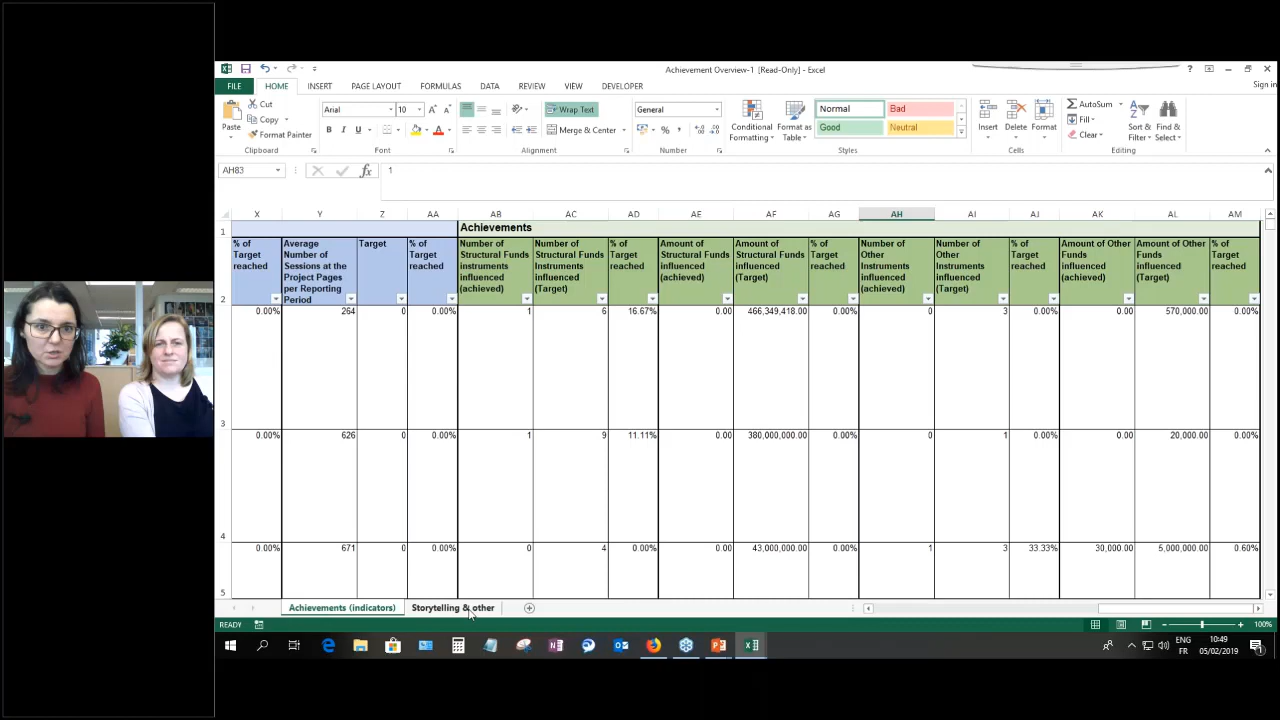 Achievement Overview-1 [Read-Only] - Excel
Sign in
FILE HOME INSERT PAGE LAYOUT FORMULAS DATA REVIEW VIEW DEVELOPER
Paste
Cut
Copy
Format Painter
Clipboard
Arial 10
B I U
Font
Wrap Text
Merge & Center
Alignment
General
Number
Conditional Formatting
Format as Table
Normal Bad
Good Neutral
Styles
Insert Delete Format
Cells
AutoSum
Fill
Clear
Sort & Filter
Find & Select
Editing
AH83 fx 1
X Y Z AA AB AC AD AE AF AG AH AI AJ AK AL AM
1 Achievements
2
% of Target reached
Average Number of Sessions at the Project Pages per Reporting Period
Target
% of Target reached
Number of Structural Funds instruments influenced (achieved)
Number of Structural Funds Instruments influenced (Target)
% of Target reached
Amount of Structural Funds influenced (achieved)
Amount of Structural Funds influenced (Target)
% of Target reached
Number of Other Instruments influenced (achieved)
Number of Other Instruments influenced (Target)
% of Target reached
Amount of Other Funds influenced (achieved)
Amount of Other Funds influenced (Target)
% of Target reached
3 0.00% 264 0 0.00% 1 6 16.67% 0.00 466,349,418.00 0.00% 0 3 0.00% 0.00 570,000.00 0.00%
4 0.00% 626 0 0.00% 1 9 11.11% 0.00 380,000,000.00 0.00% 0 1 0.00% 0.00 20,000.00 0.00%
5 0.00% 671 0 0.00% 0 4 0.00% 0.00 43,000,000.00 0.00% 1 3 33.33% 30,000.00 5,000,000.00 0.60%
Achievements (indicators) Storytelling & other
READY 100%
ENG 10:49
FR 05/02/2019